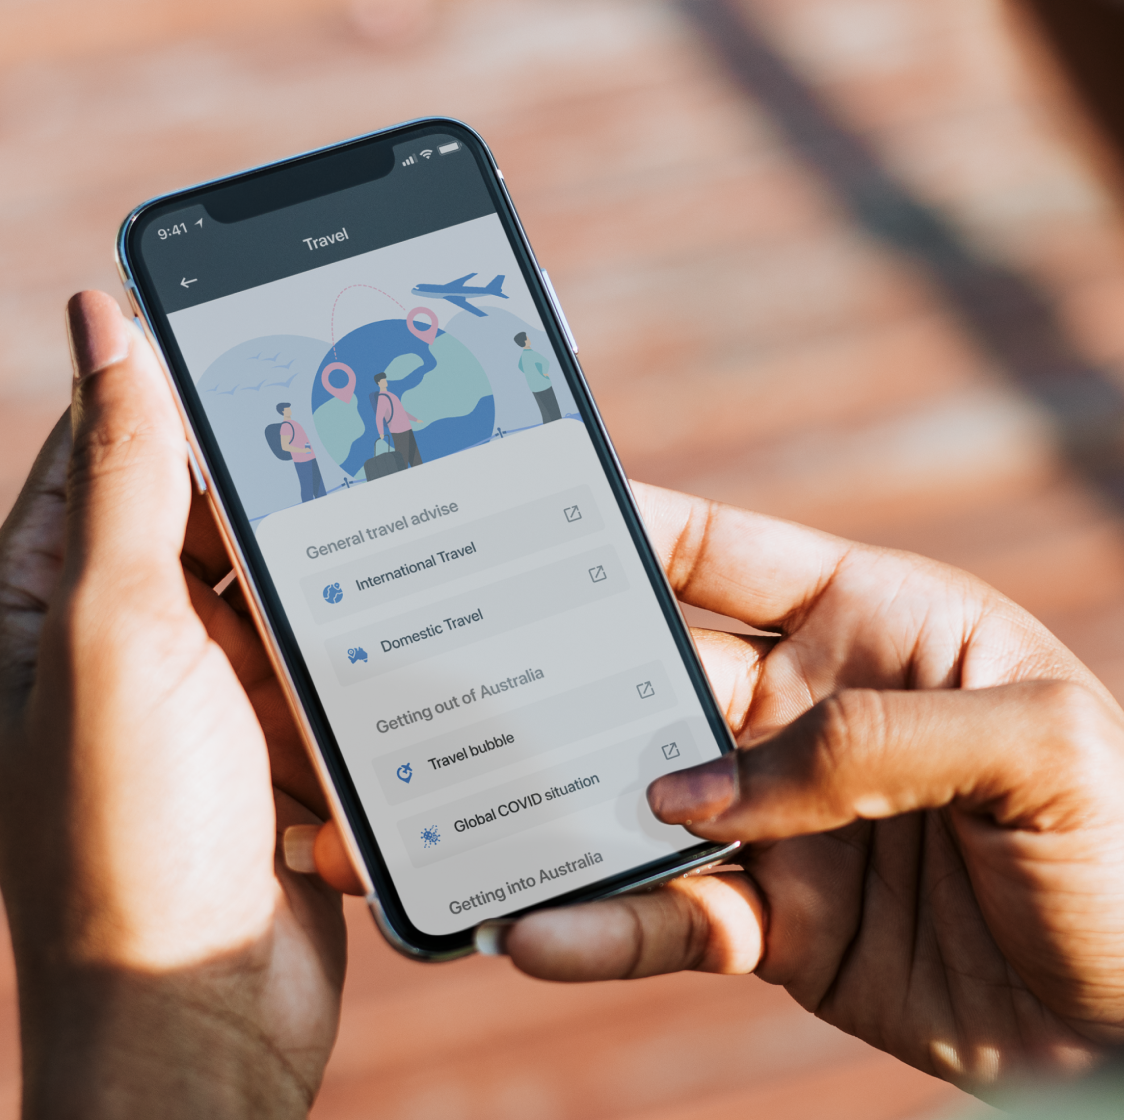 9:41
Travel
General travel advise
International Travel
Domestic Travel
Getting out of Australia
Travel bubble
Global COVID situation
Getting into Australia